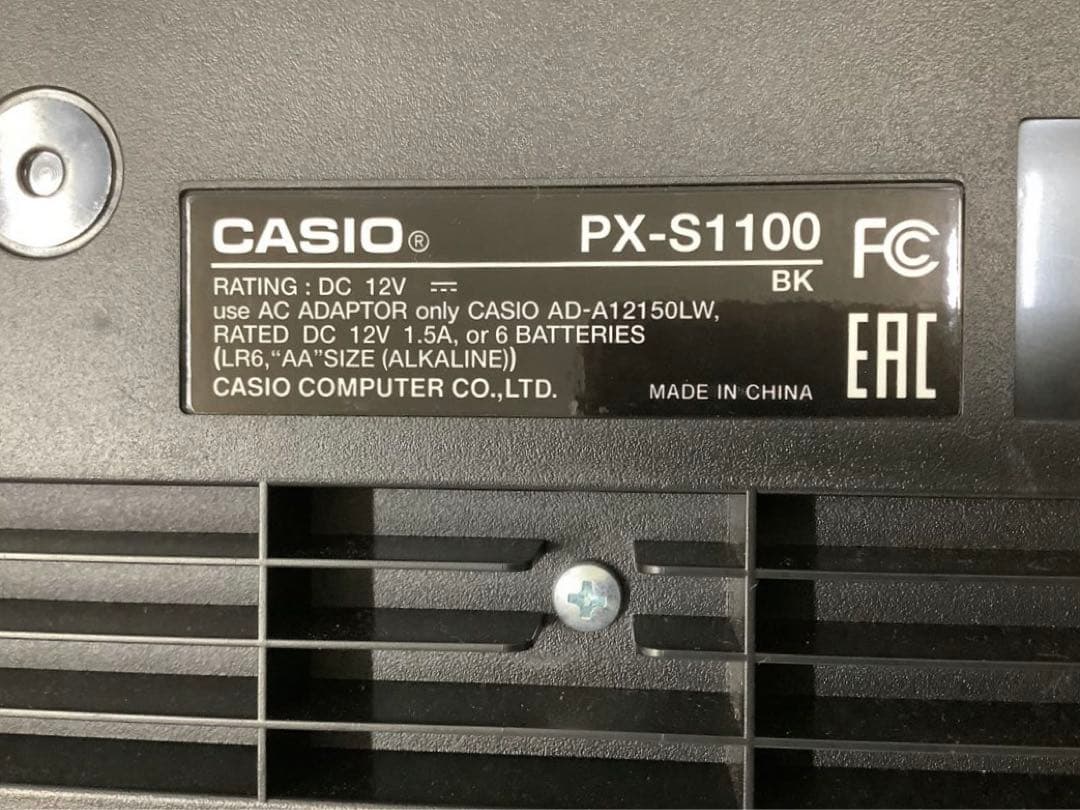 CASIO® PX-S1100 FC
BK
RATING : DC 12V ⎓
use AC ADAPTOR only CASIO AD-A12150LW,
RATED DC 12V 1.5A, or 6 BATTERIES
(LR6,“AA”SIZE (ALKALINE))
CASIO COMPUTER CO.,LTD. MADE IN CHINA
EAC